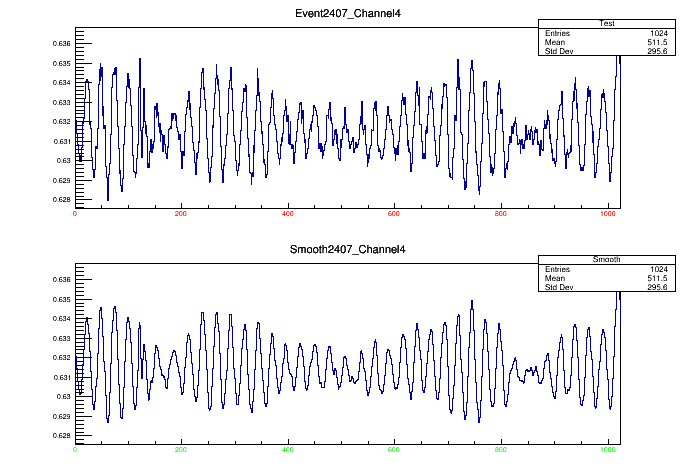 Event2407_Channel4
Test
Entries 1024
Mean 511.5
Std Dev 295.6
0.636
0.635
0.634
0.633
0.632
0.631
0.63
0.629
0.628
0 200 400 600 800 1000
Smooth2407_Channel4
Smooth
Entries 1024
Mean 511.5
Std Dev 295.6
0.636
0.635
0.634
0.633
0.632
0.631
0.63
0.629
0.628
0 200 400 600 800 1000